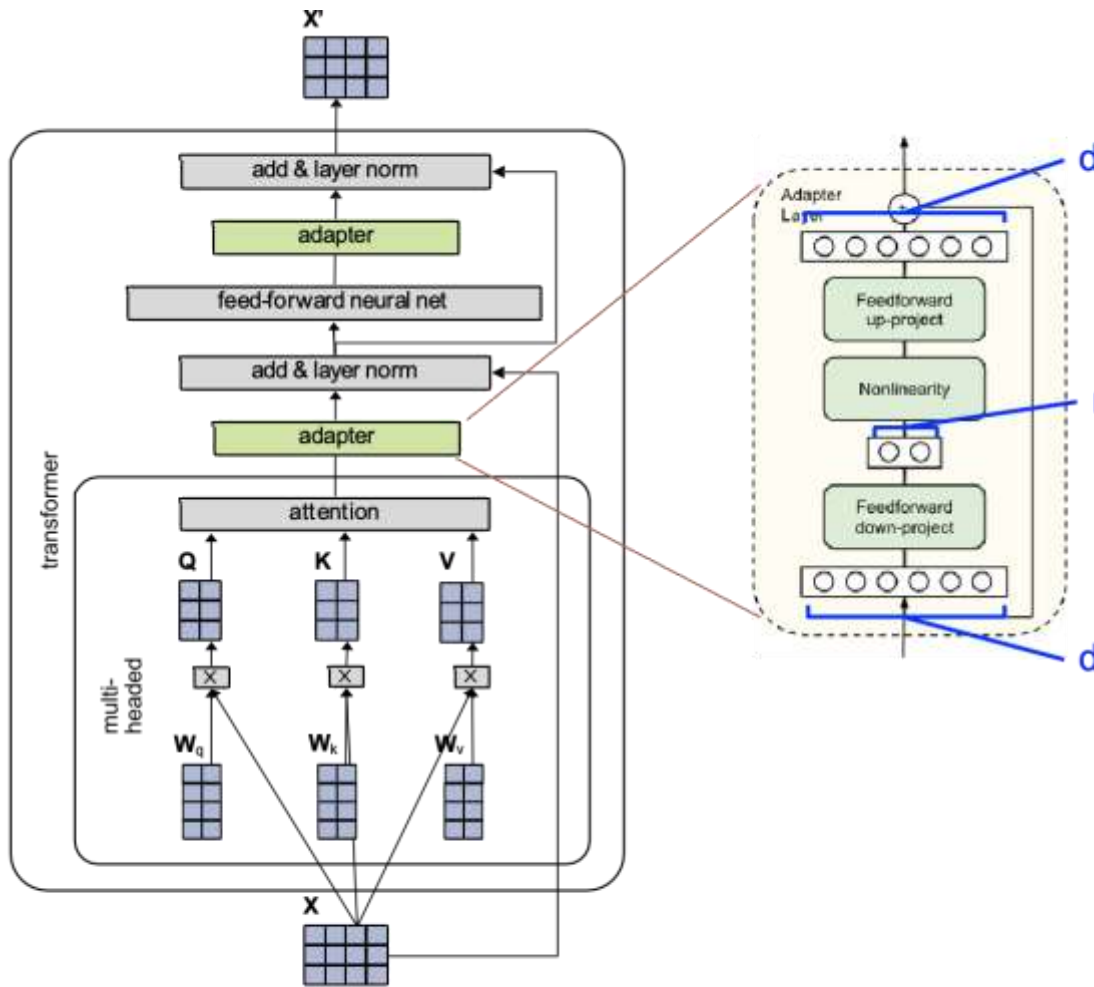 X'
add & layer norm
adapter
feed-forward neural net
add & layer norm
adapter
transformer
attention
Q
K
V
multi-
headed
×
×
×
Wq
Wk
Wv
X
d
Adapter
Layer
+
Feedforward
up-project
Nonlinearity
Feedforward
down-project
d